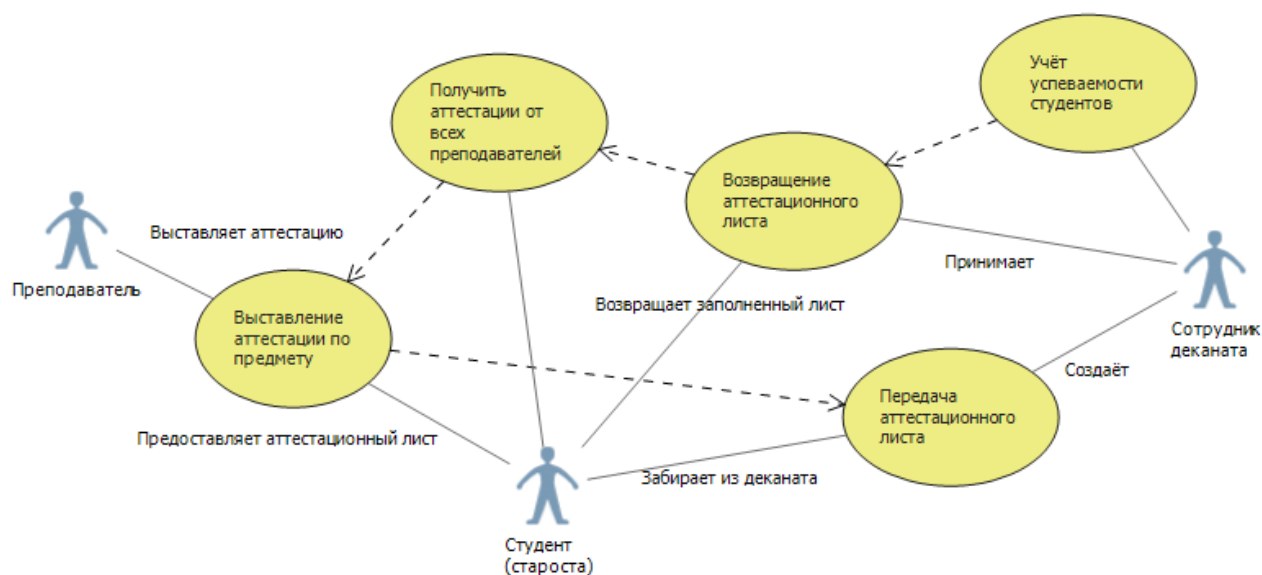 Учёт
успеваемости
студентов
Получить
аттестации от
всех
преподавателей
Возвращение
аттестационного
листа
Выставляет аттестацию
Принимает
Преподаватель
Возвращает заполненный лист
Выставление
аттестации по
предмету
Сотрудник
деканата
Создаёт
Передача
аттестационного
листа
Предоставляет аттестационный лист
Забирает из деканата
Студент
(староста)